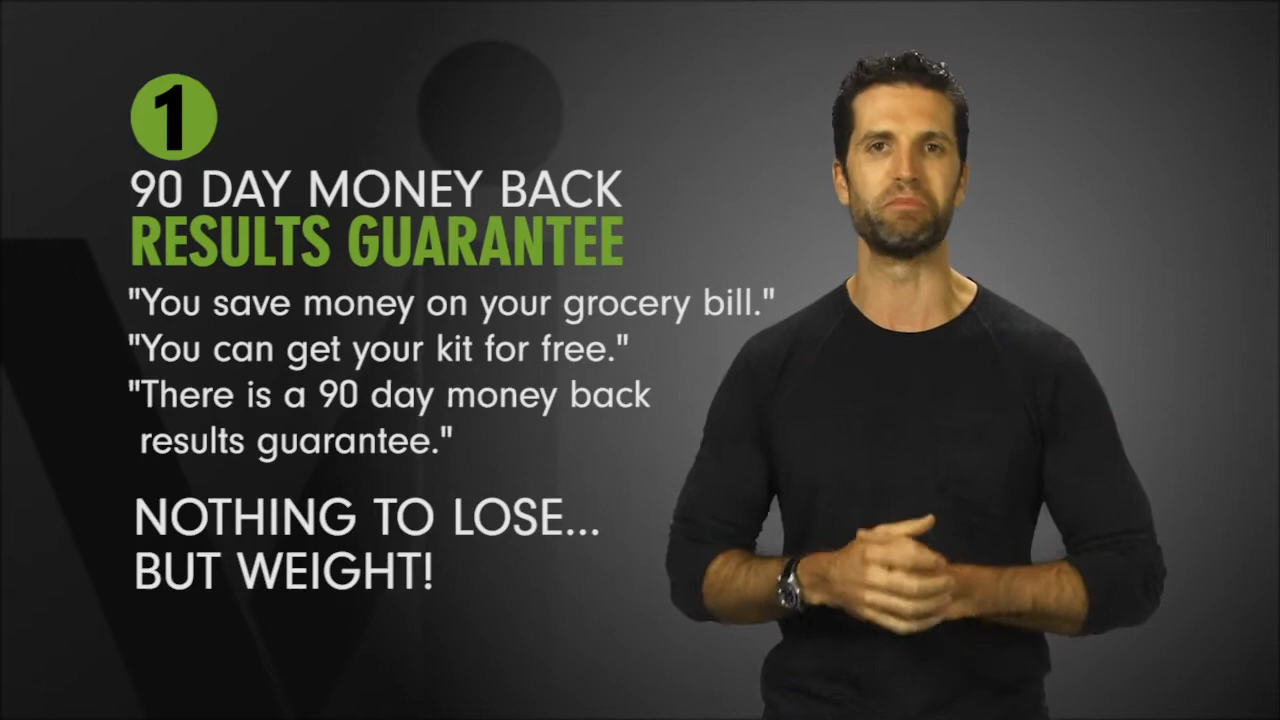 1
90 DAY MONEY BACK
RESULTS GUARANTEE
"You save money on your grocery bill."
"You can get your kit for free."
"There is a 90 day money back
results guarantee."
NOTHING TO LOSE...
BUT WEIGHT!